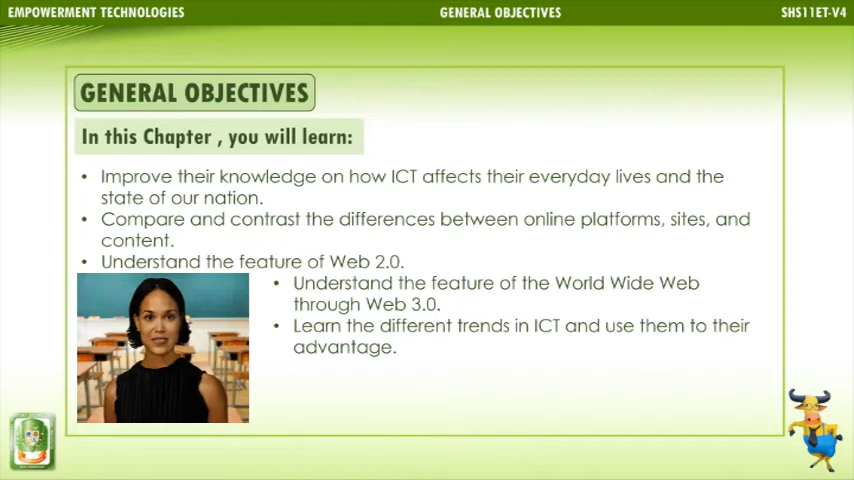 EMPOWERMENT TECHNOLOGIES
GENERAL OBJECTIVES
SHS11ET-V4
GENERAL OBJECTIVES
In this Chapter , you will learn:
• Improve their knowledge on how ICT affects their everyday lives and the
state of our nation.
• Compare and contrast the differences between online platforms, sites, and
content.
• Understand the feature of Web 2.0.
• Understand the feature of the World Wide Web
through Web 3.0.
• Learn the different trends in ICT and use them to their
advantage.